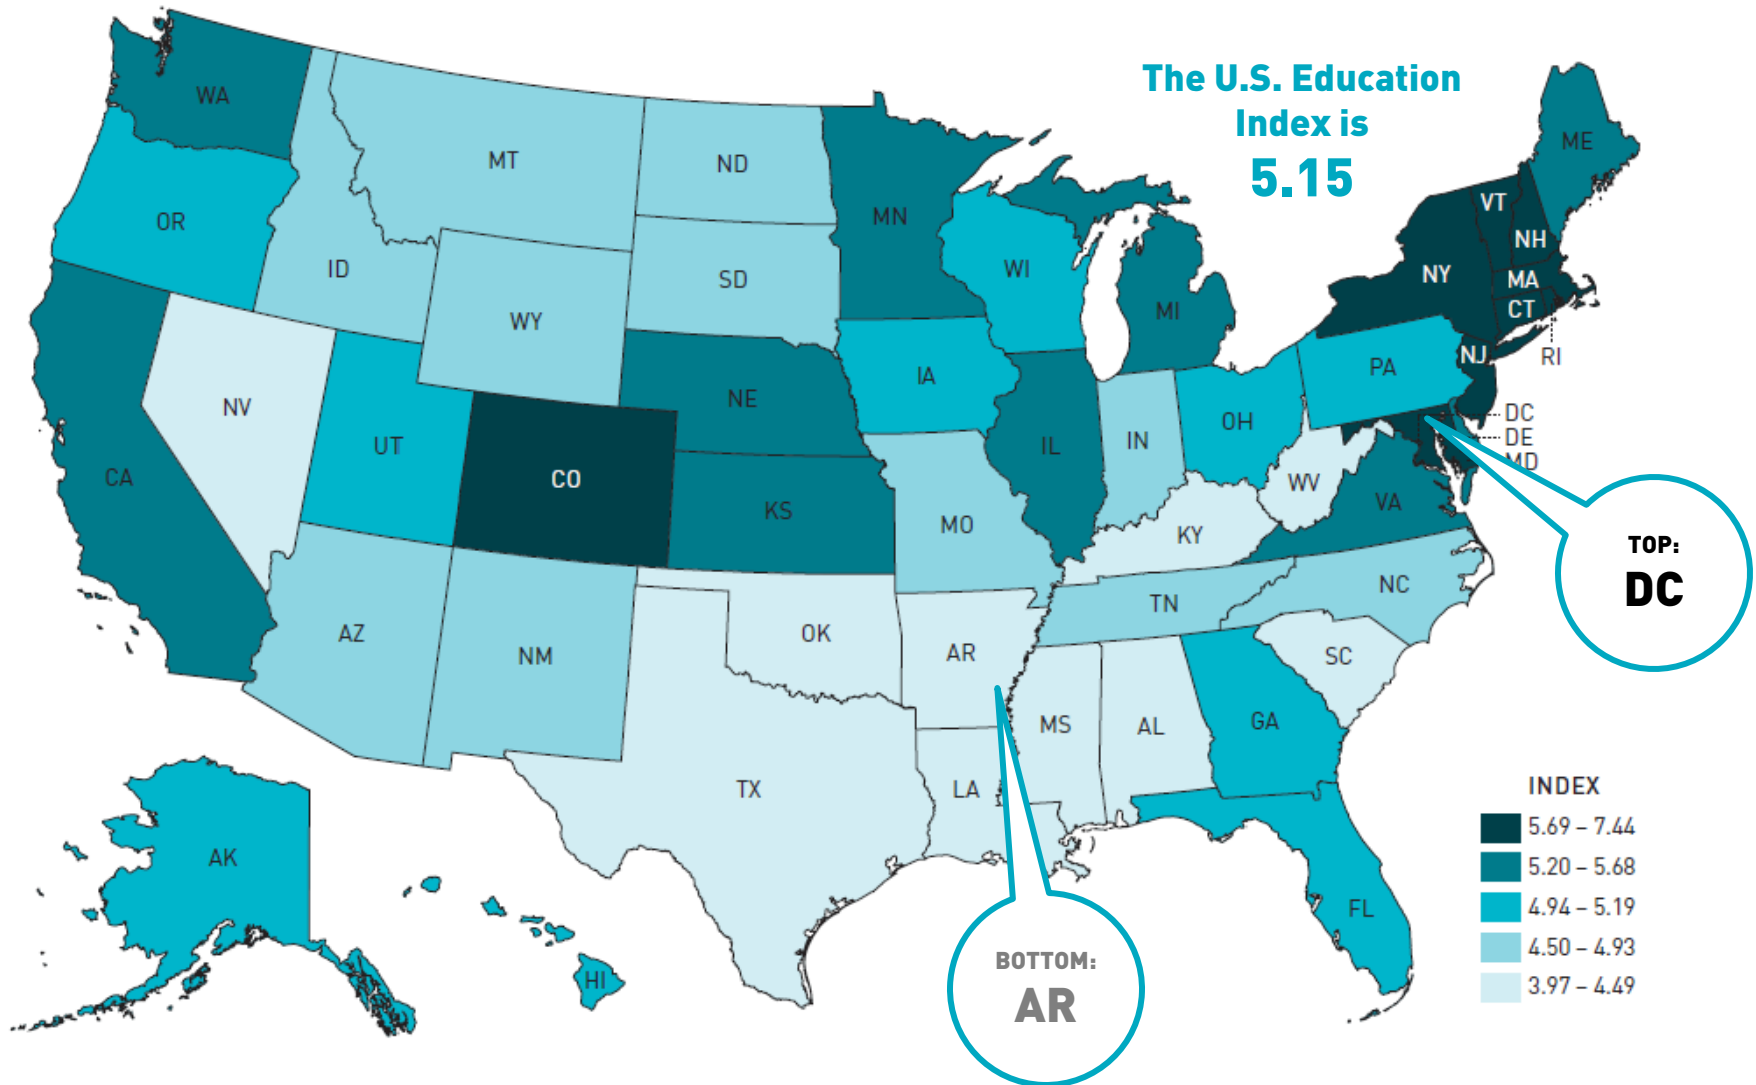 The U.S. Education
Index is
5.15
WA
MT
ND
MN
ME
VT
NH
OR
ID
SD
WI
NY
MA
CT
WY
MI
RI
NV
UT
CO
NE
IA
IL
IN
OH
PA
NJ
DC
DE
MD
CA
KS
MO
WV
VA
KY
TOP:
DC
AZ
NM
OK
AR
TN
NC
SC
TX
LA
MS
AL
GA
AK
HI
FL
BOTTOM:
AR
INDEX
5.69 – 7.44
5.20 – 5.68
4.94 – 5.19
4.50 – 4.93
3.97 – 4.49